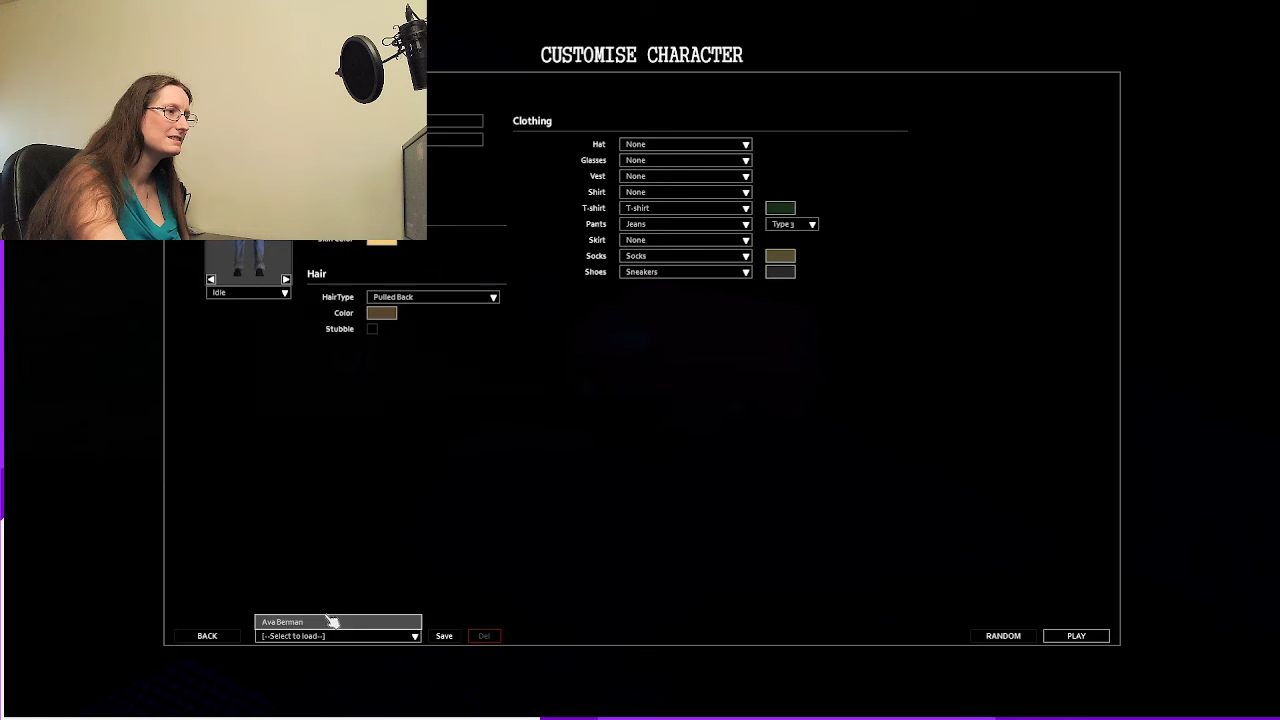 CUSTOMISE CHARACTER
Clothing
Hat None
Glasses None
Vest None
Shirt None
T-shirt T-shirt
Pants Jeans Type 3
Skirt None
Socks Socks
Shoes Sneakers
Idle
Hair
HairType Pulled Back
Color
Stubble
Ava Berman
BACK [--Select to load--] Save Del RANDOM PLAY